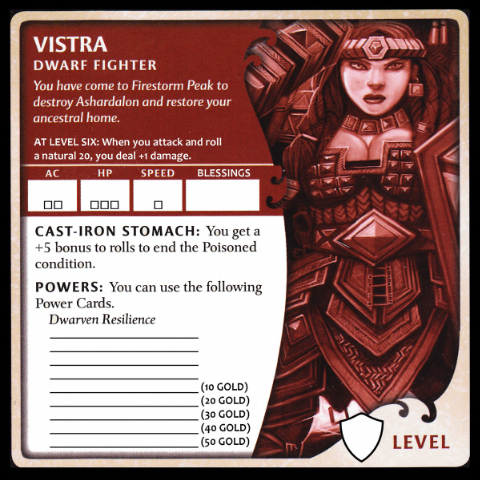 VISTRA
DWARF FIGHTER
You have come to Firestorm Peak to
destroy Ashardalon and restore your
ancestral home.
AT LEVEL SIX: When you attack and roll
a natural 20, you deal +1 damage.
AC HP SPEED BLESSINGS
CAST-IRON STOMACH: You get a
+5 bonus to rolls to end the Poisoned
condition.
POWERS: You can use the following
Power Cards.
Dwarven Resilience
(10 GOLD)
(20 GOLD)
(30 GOLD)
(40 GOLD)
(50 GOLD)
LEVEL